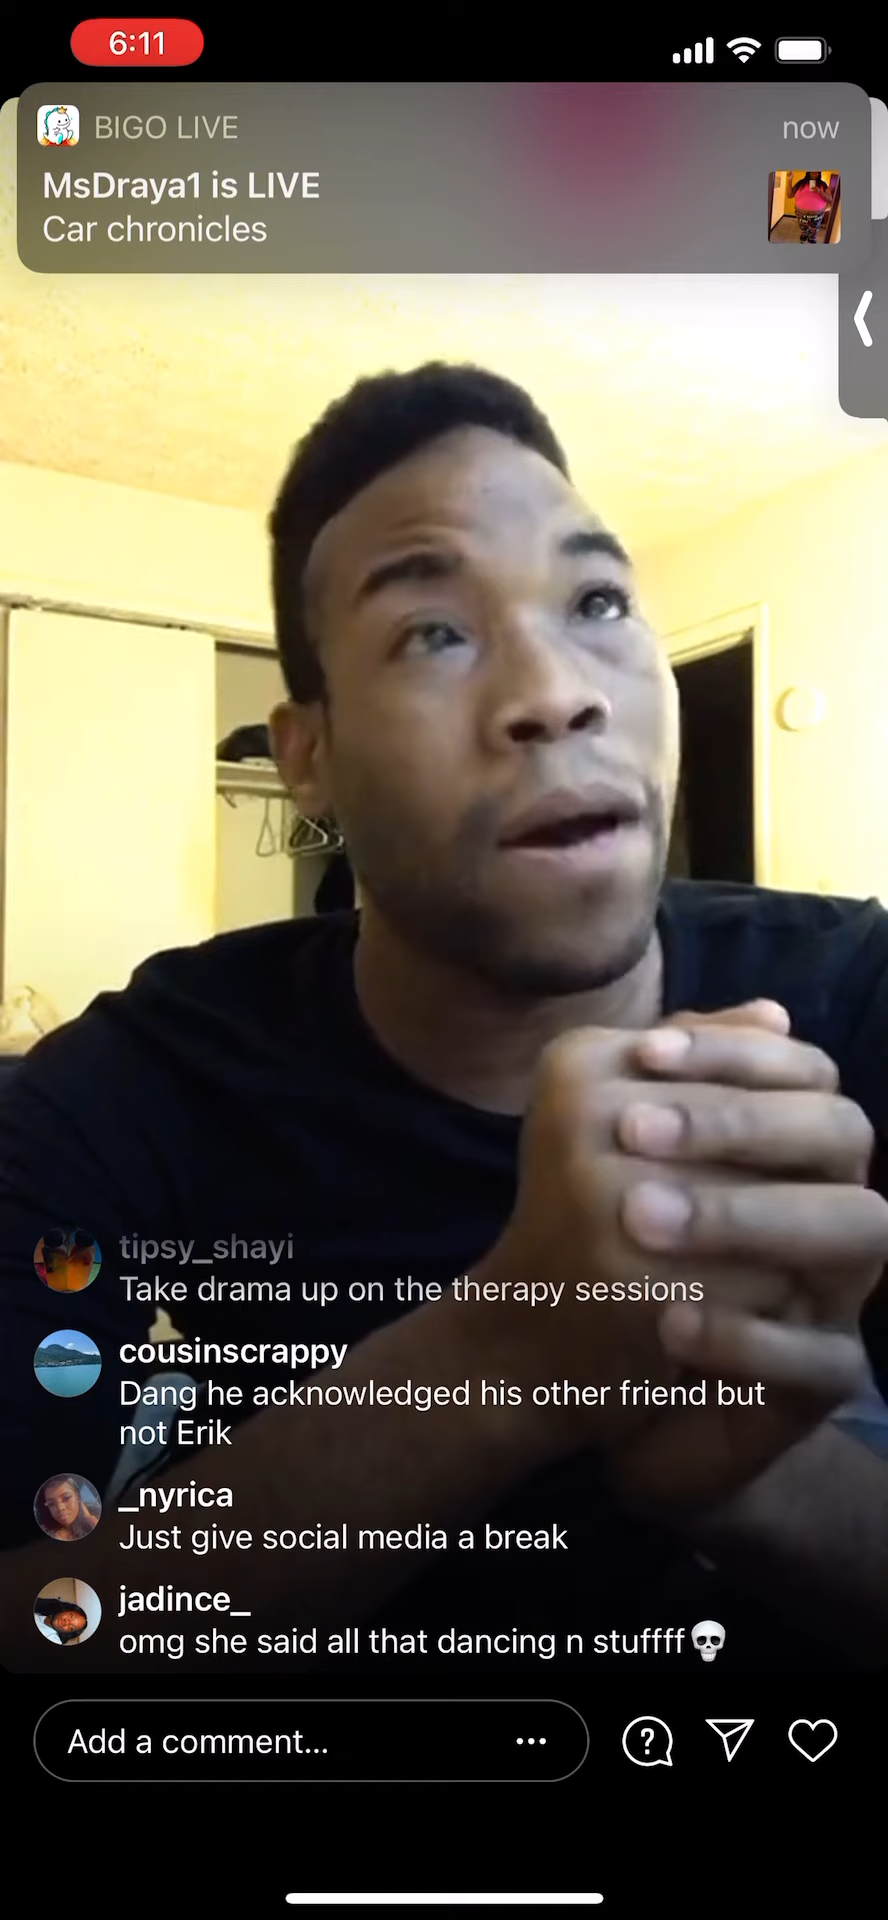 6:11
BIGO LIVE
now
MsDraya1 is LIVE
Car chronicles
tipsy_shayi
Take drama up on the therapy sessions
cousinscrappy
Dang he acknowledged his other friend but
not Erik
_nyrica
Just give social media a break
jadince_
omg she said all that dancing n stuffff💀
Add a comment...